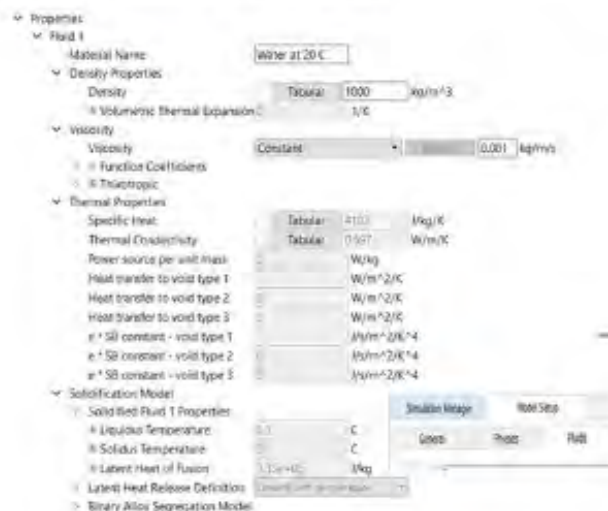 Properties
Fluid 1
Material Name Water at 20 C
Density Properties
Density Tabular 1000 kg/m^3
Volumetric Thermal Expansion 1/K
Viscosity
Viscosity Constant 0.001 kg/m/s
Function Coefficients
Thixotropic
Thermal Properties
Specific Heat Tabular J/kg/K
Thermal Conductivity Tabular 0.597 W/m/K
Power source per unit mass W/kg
Heat transfer to void type 1 W/m^2/K
Heat transfer to void type 2 W/m^2/K
Heat transfer to void type 3 W/m^2/K
e * SB constant - void type 1 J/s/m^2/K^4
e * SB constant - void type 2 J/s/m^2/K^4
e * SB constant - void type 3 J/s/m^2/K^4
Solidification Model
Solidified Fluid 1 Properties
Simulation Manager Model Setup
Liquidus Temperature C
General Physics Fluids
Solidus Temperature C
Latent Heat of Fusion J/kg
Latent Heat Release Definition
Binary Alloy Segregation Model